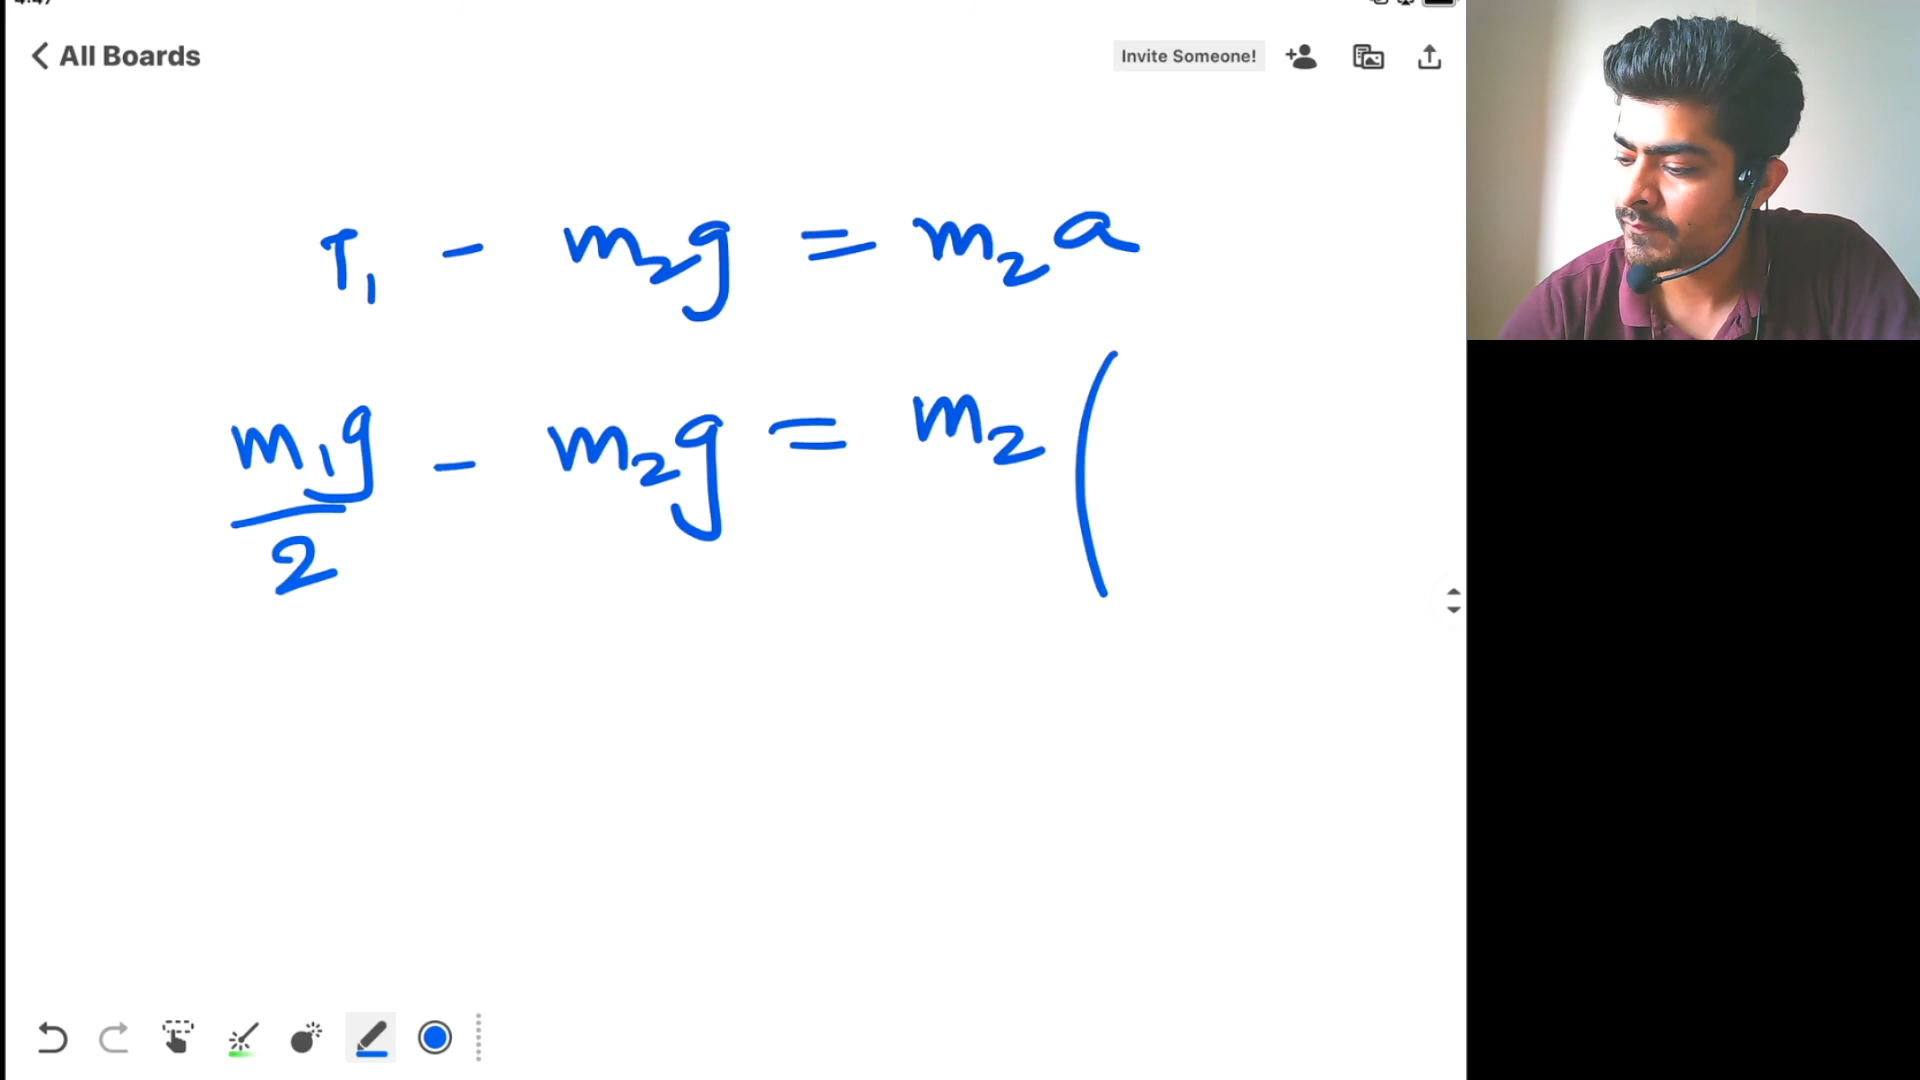 All Boards
Invite Someone!
T₁ - m₂g = m₂a
m₁g/2 - m₂g = m₂(